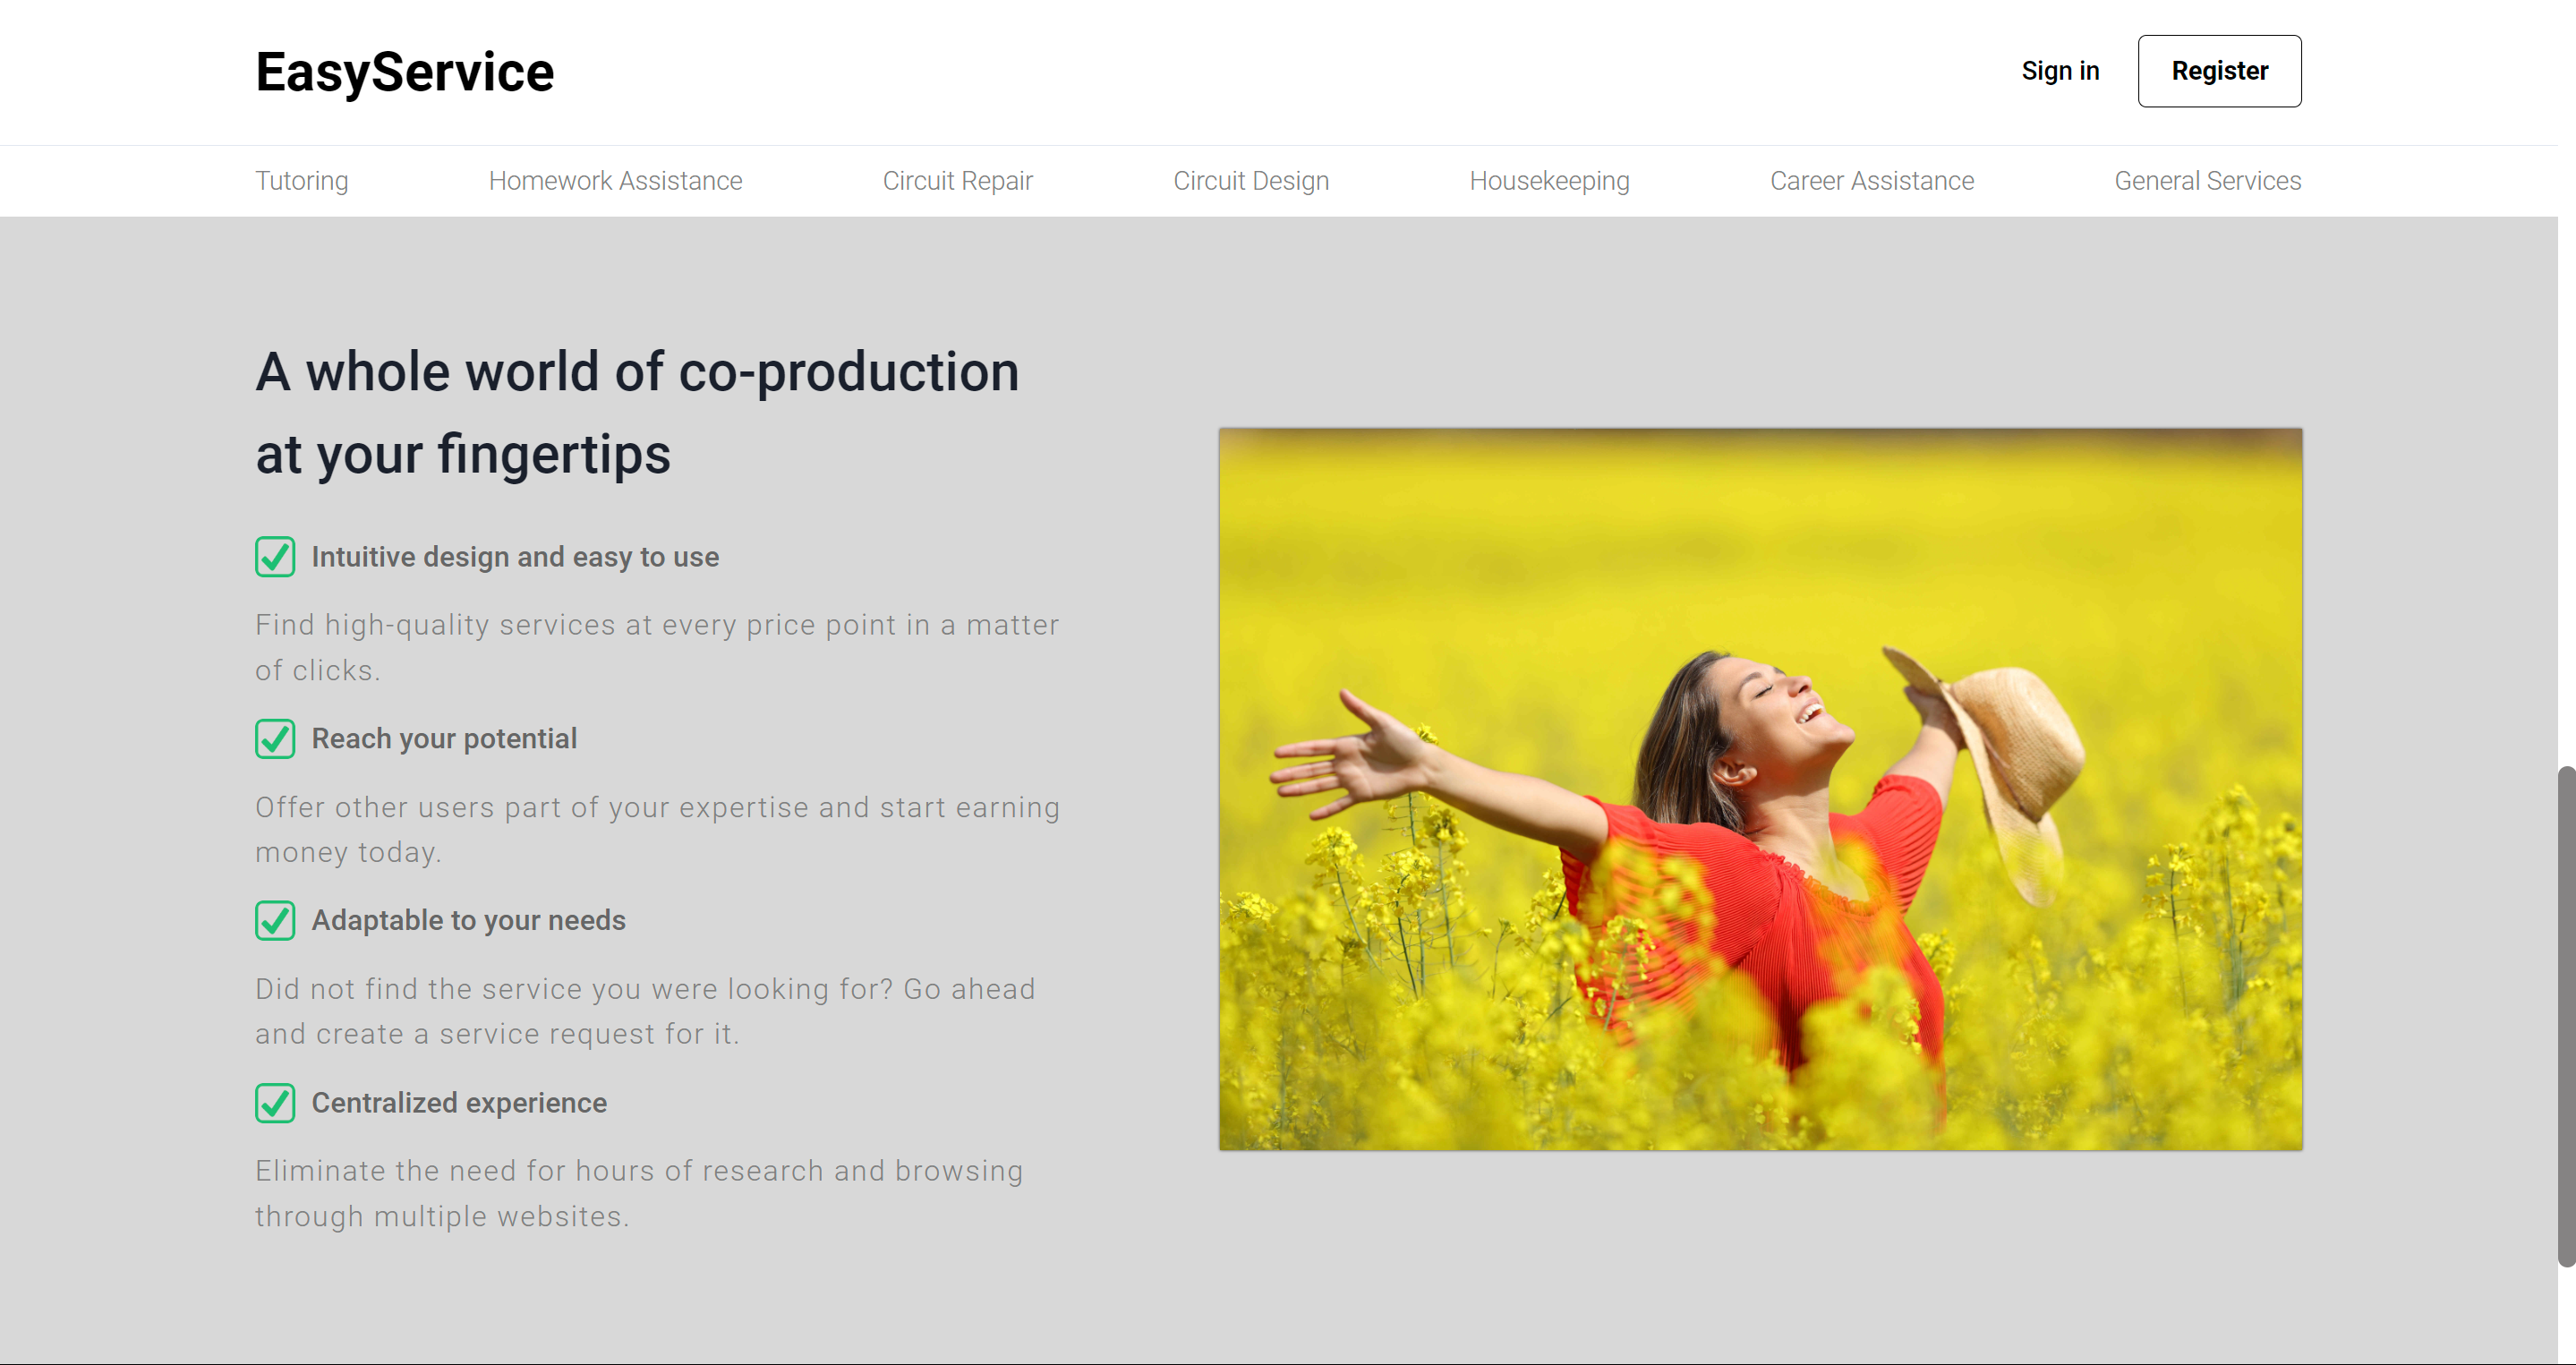 EasyService
Sign in
Register
Tutoring
Homework Assistance
Circuit Repair
Circuit Design
Housekeeping
Career Assistance
General Services
A whole world of co-production
at your fingertips
Intuitive design and easy to use
Find high-quality services at every price point in a matter
of clicks.
Reach your potential
Offer other users part of your expertise and start earning
money today.
Adaptable to your needs
Did not find the service you were looking for? Go ahead
and create a service request for it.
Centralized experience
Eliminate the need for hours of research and browsing
through multiple websites.